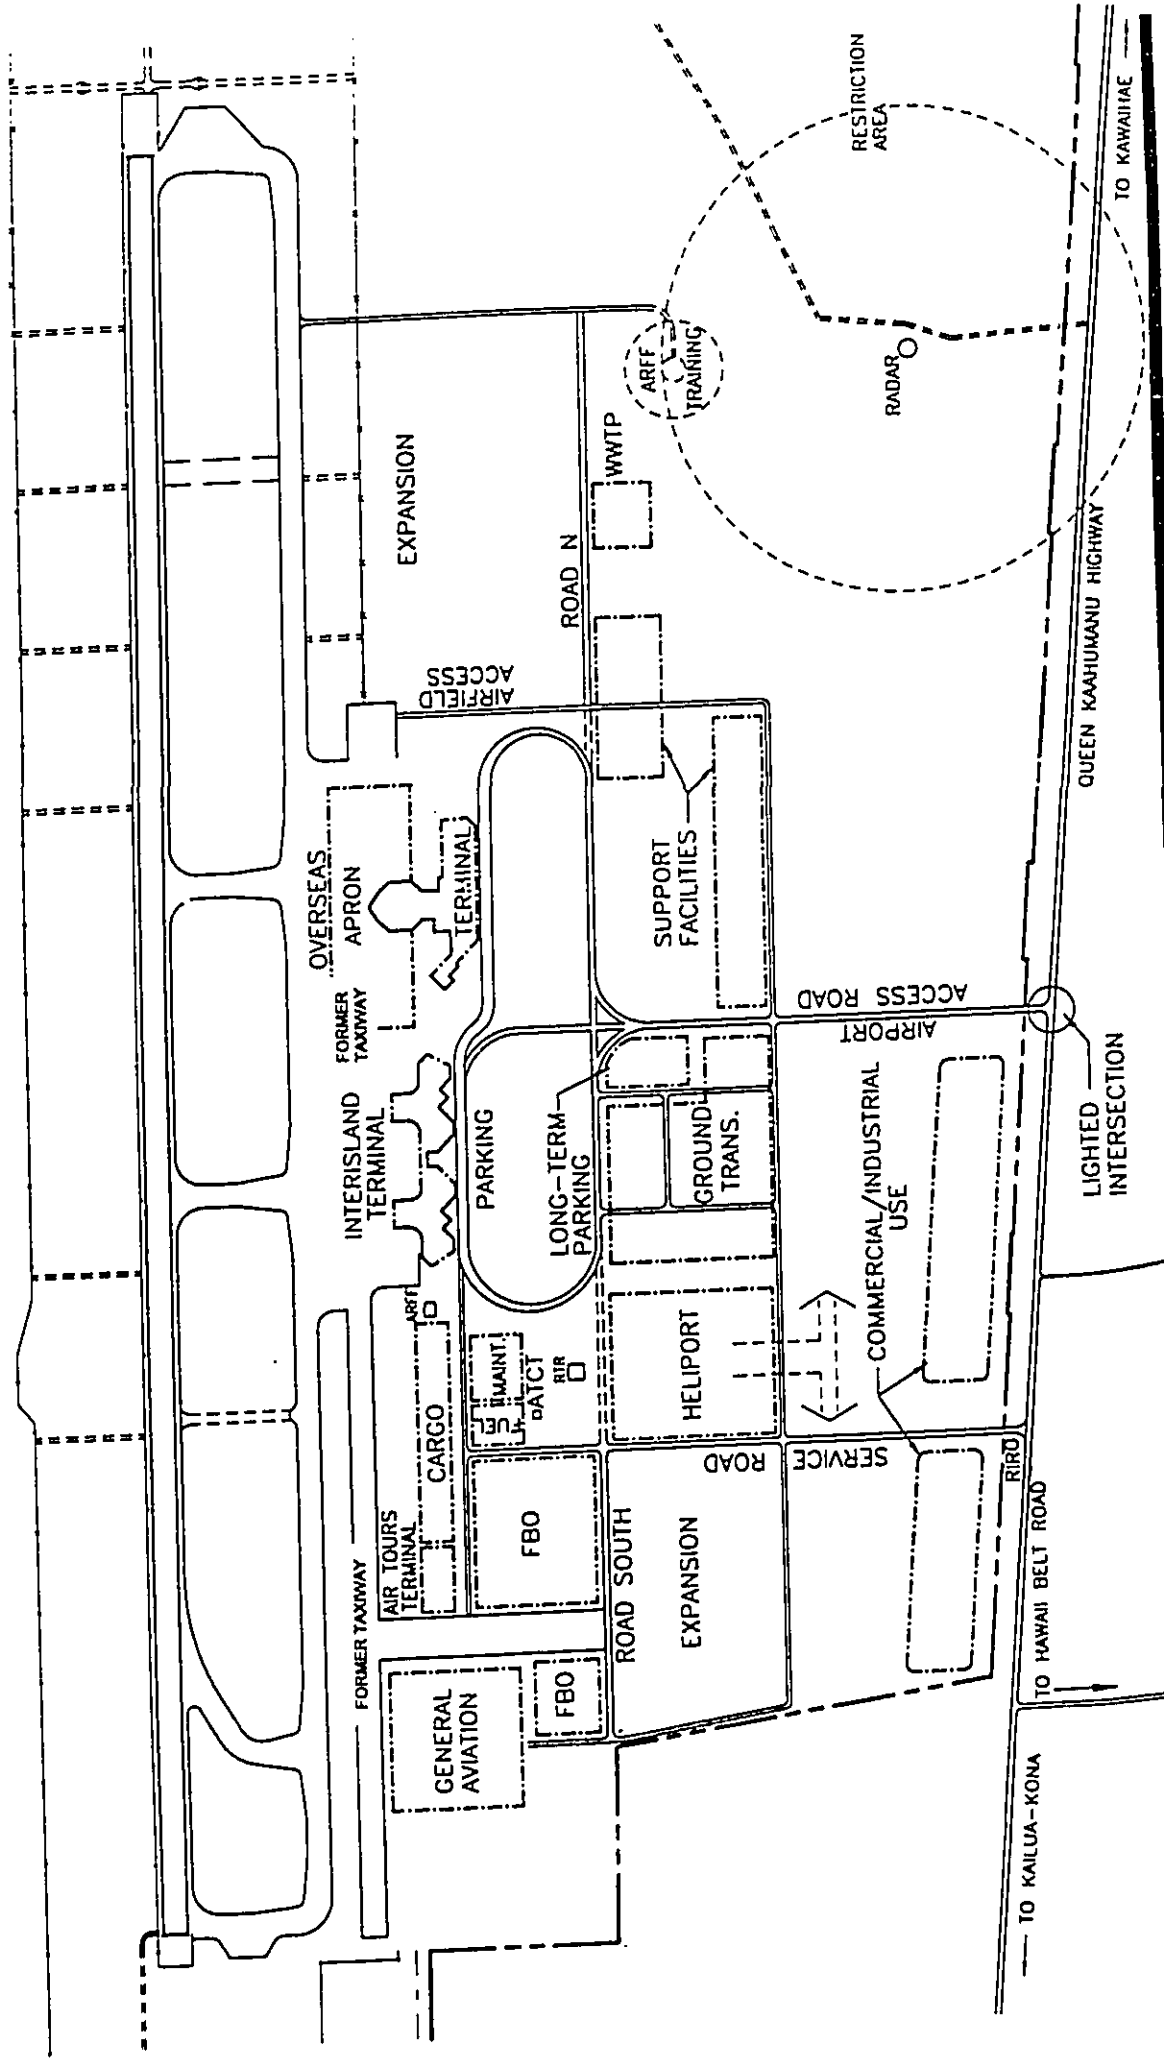 RESTRICTION
AREA
TO KAWAIHAE
RADAR
ARFF
TRAINING
WWTP
EXPANSION
ROAD N
QUEEN KAAHUMANU HIGHWAY
AIRFIELD
ACCESS
SUPPORT
FACILITIES
OVERSEAS
APRON
TERMINAL
FORMER
TAXIWAY
AIRPORT
ACCESS ROAD
LIGHTED
INTERSECTION
INTERISLAND
TERMINAL
PARKING
LONG-TERM
PARKING
GROUND
TRANS.
COMMERCIAL/INDUSTRIAL
USE
ARFF
MAINT.
FUEL
ATCT
RTR
HELIPORT
CARGO
SERVICE
ROAD
RIRO
AIR TOURS
TERMINAL
FBO
ROAD SOUTH
EXPANSION
TO HAWAII BELT ROAD
FORMER TAXIWAY
GENERAL
AVIATION
FBO
TO KAILUA-KONA